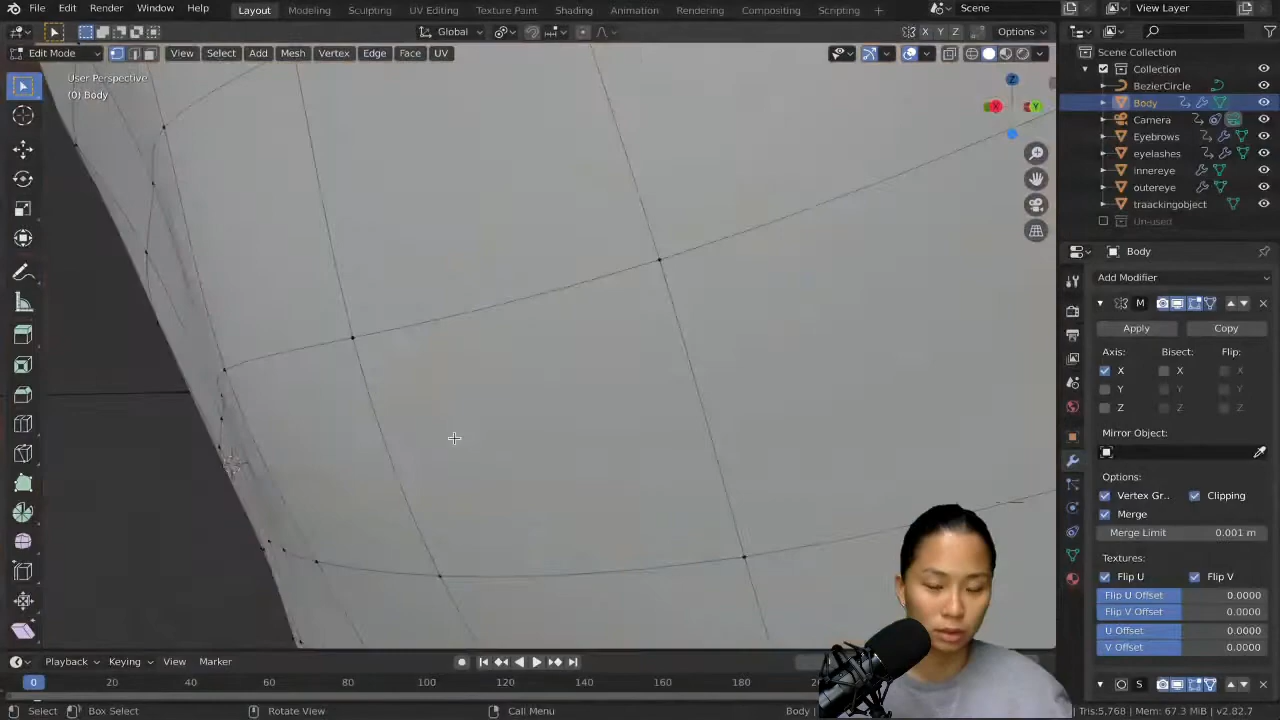 File Edit Render Window Help Layout Modeling Sculpting UV Editing Texture Paint Shading Animation Rendering Compositing Scripting + Scene View Layer
Global X Y Z Options
Edit Mode View Select Add Mesh Vertex Edge Face UV
User Perspective
(0) Body
Scene Collection
Collection
BezierCircle
Body
Camera
Eyebrows
eyelashes
innereye
outereye
traackingobject
Un-used
Body
Add Modifier
M
Apply Copy
Axis: Bisect: Flip:
X X X
Y Y Y
Z Z Z
Mirror Object:
Options:
Vertex Gr.. Clipping
Merge
Merge Limit 0.001 m
Textures:
Flip U Flip V
Flip U Offset 0.0000
Flip V Offset 0.0000
U Offset 0.0000
V Offset 0.0000
S
Playback Keying View Marker
0 20 40 60 80 100 120 140 160 180
Select Box Select Rotate View Call Menu Body Tris:5,768 Mem: 67.3 MiB v2.82.7